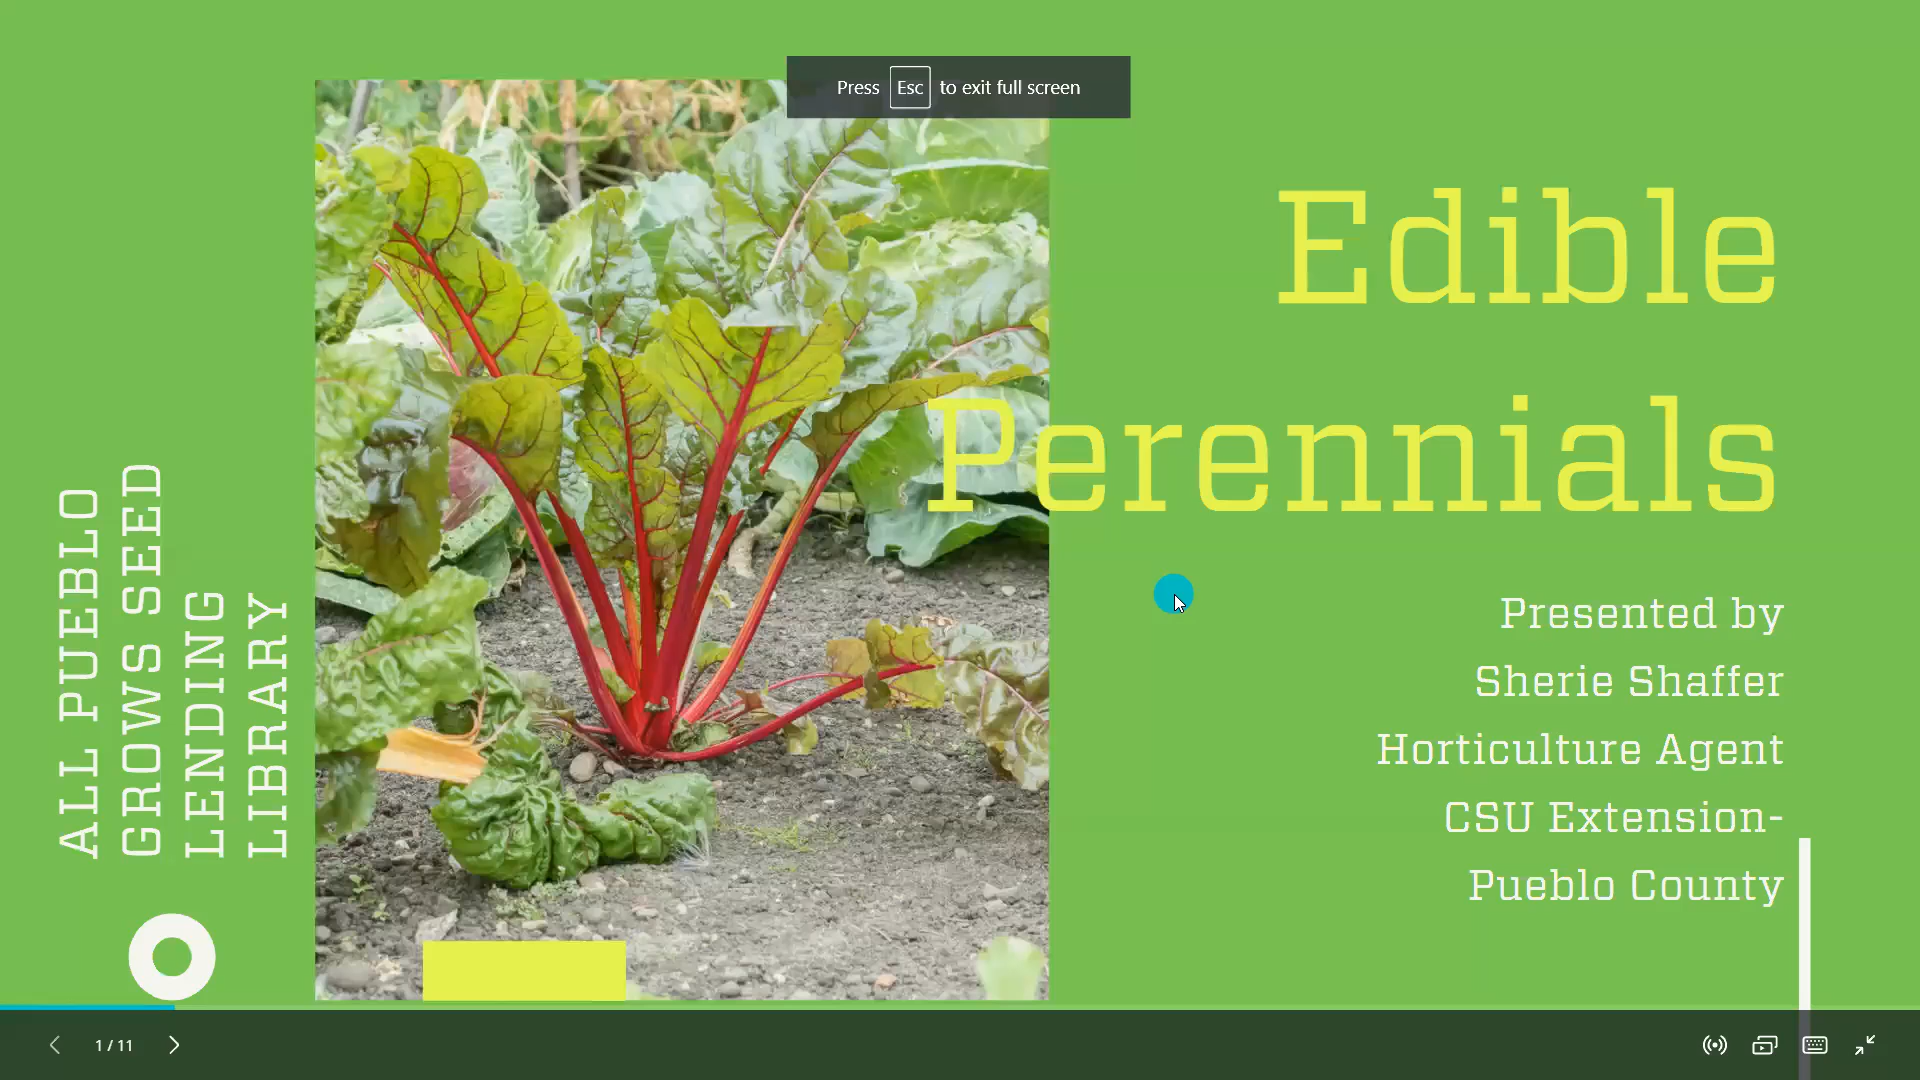 Press Esc to exit full screen
Edible
Perennials
ALL PUEBLO
GROWS SEED
LENDING
LIBRARY
Presented by
Sherie Shaffer
Horticulture Agent
CSU Extension-
Pueblo County
1 / 11